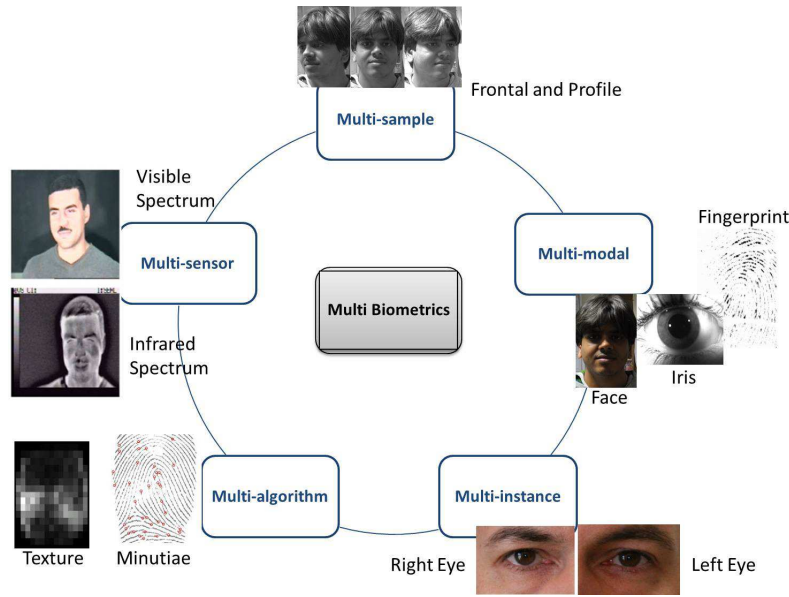 Frontal and Profile
Multi-sample
Visible
Spectrum
Multi-sensor
Infrared
Spectrum
Multi Biometrics
Fingerprint
Multi-modal
Face
Iris
Multi-algorithm
Texture
Minutiae
Multi-instance
Right Eye
Left Eye